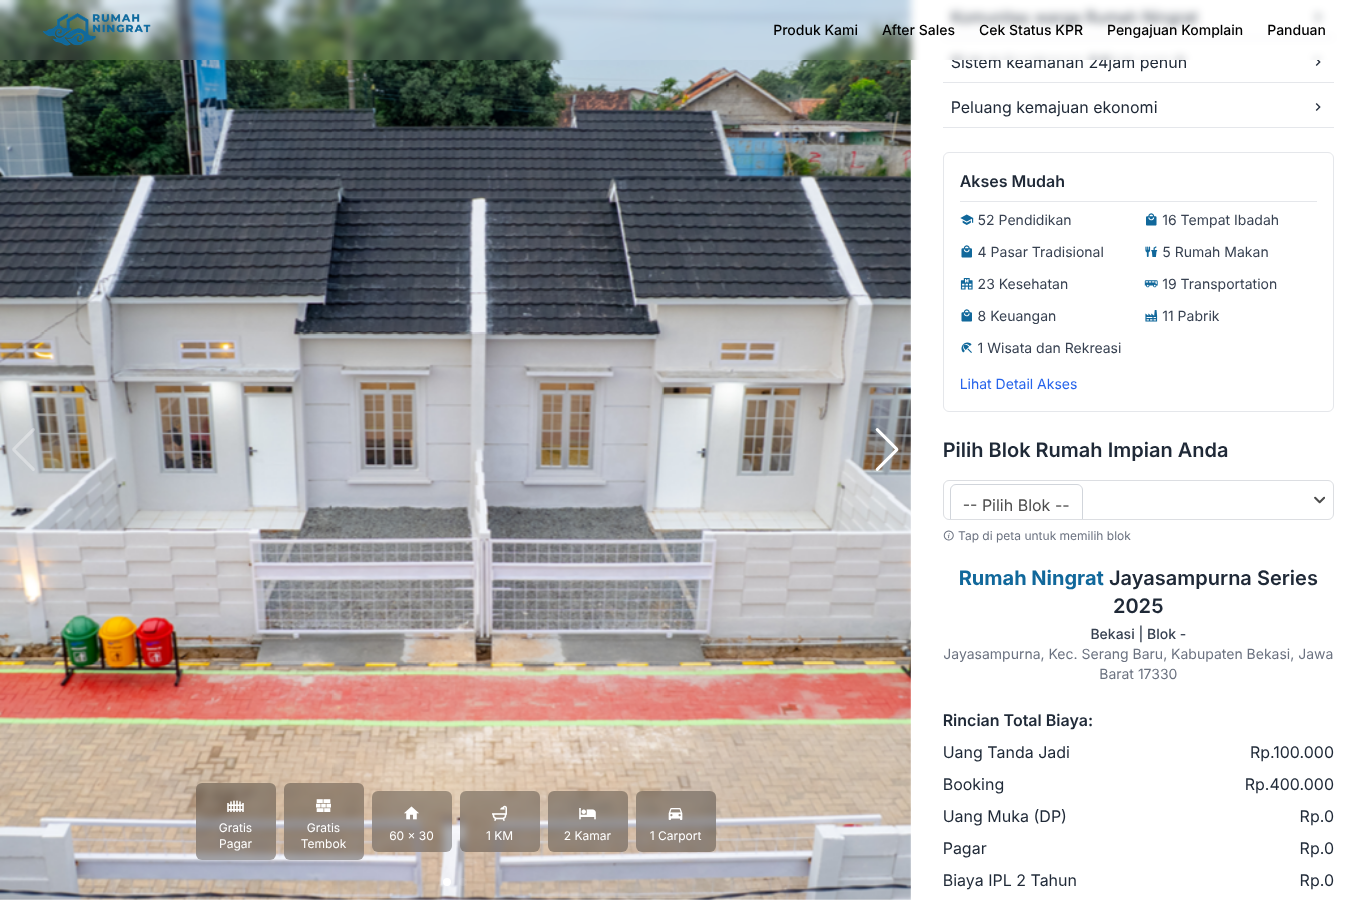 RUMAH
NINGRAT
Produk Kami
After Sales
Cek Status KPR
Pengajuan Komplain
Panduan
Sistem keamanan 24jam penuh
Peluang kemajuan ekonomi
Akses Mudah
52 Pendidikan
16 Tempat Ibadah
4 Pasar Tradisional
5 Rumah Makan
23 Kesehatan
19 Transportation
8 Keuangan
11 Pabrik
1 Wisata dan Rekreasi
Lihat Detail Akses
Pilih Blok Rumah Impian Anda
-- Pilih Blok --
Tap di peta untuk memilih blok
Rumah Ningrat Jayasampurna Series
2025
Bekasi | Blok -
Jayasampurna, Kec. Serang Baru, Kabupaten Bekasi, Jawa
Barat 17330
Rincian Total Biaya:
Uang Tanda Jadi Rp.100.000
Booking Rp.400.000
Uang Muka (DP) Rp.0
Pagar Rp.0
Biaya IPL 2 Tahun Rp.0
Gratis
Pagar
Gratis
Tembok
60 x 30
1 KM
2 Kamar
1 Carport